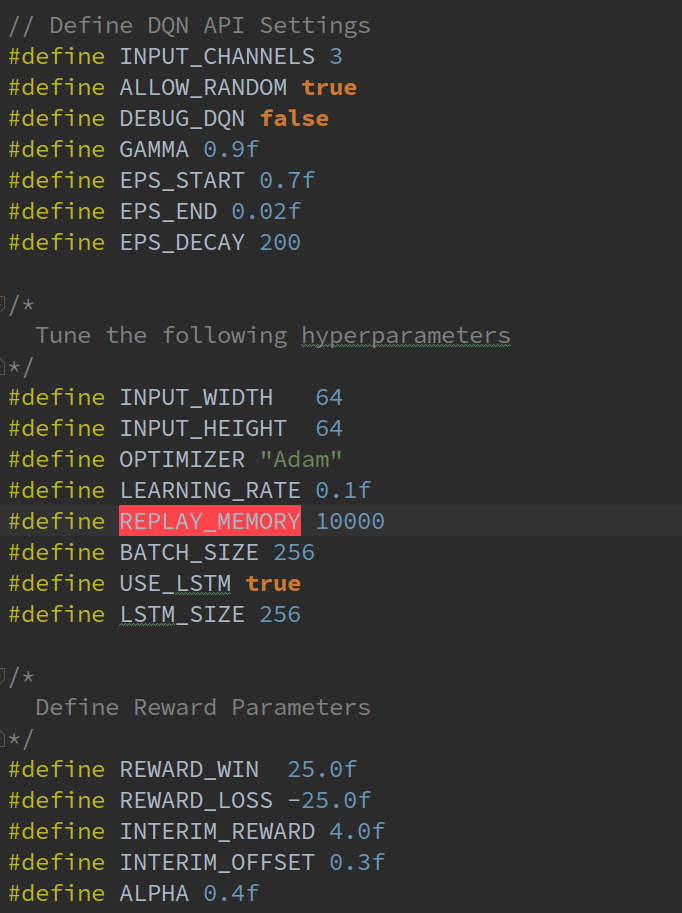 // Define DQN API Settings
#define INPUT_CHANNELS 3
#define ALLOW_RANDOM true
#define DEBUG_DQN false
#define GAMMA 0.9f
#define EPS_START 0.7f
#define EPS_END 0.02f
#define EPS_DECAY 200
/*
Tune the following hyperparameters
*/
#define INPUT_WIDTH   64
#define INPUT_HEIGHT  64
#define OPTIMIZER "Adam"
#define LEARNING_RATE 0.1f
#define REPLAY_MEMORY 10000
#define BATCH_SIZE 256
#define USE_LSTM true
#define LSTM_SIZE 256
/*
Define Reward Parameters
*/
#define REWARD_WIN  25.0f
#define REWARD_LOSS -25.0f
#define INTERIM_REWARD 4.0f
#define INTERIM_OFFSET 0.3f
#define ALPHA 0.4f